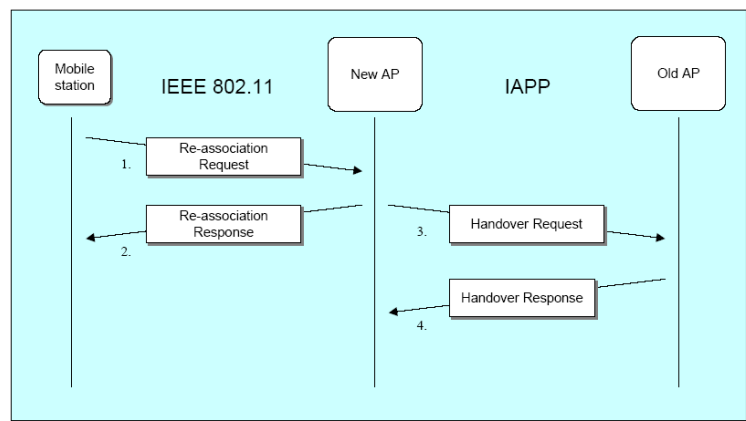 Mobile
station
IEEE 802.11
New AP
IAPP
Old AP
1.
Re-association
Request
Re-association
Response
2.
3.
Handover Request
Handover Response
4.